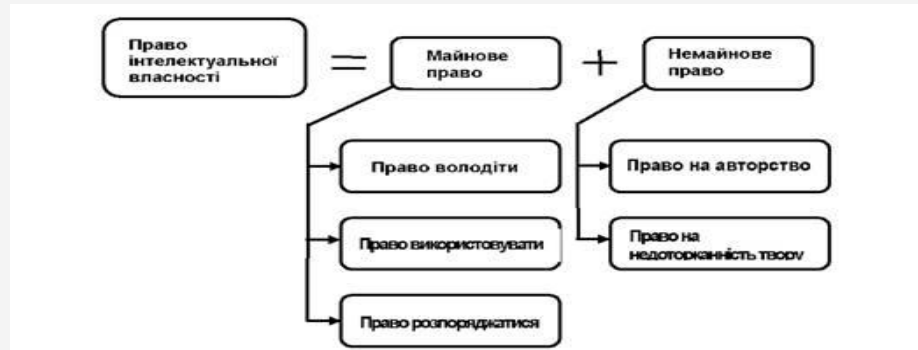 Право
інтелектуальної
власності
=
Майнове
право
+
Немайнове
право
Право володіти
Право на авторство
Право використовувати
Право на
недоторканність твору
Право розпоряджатися